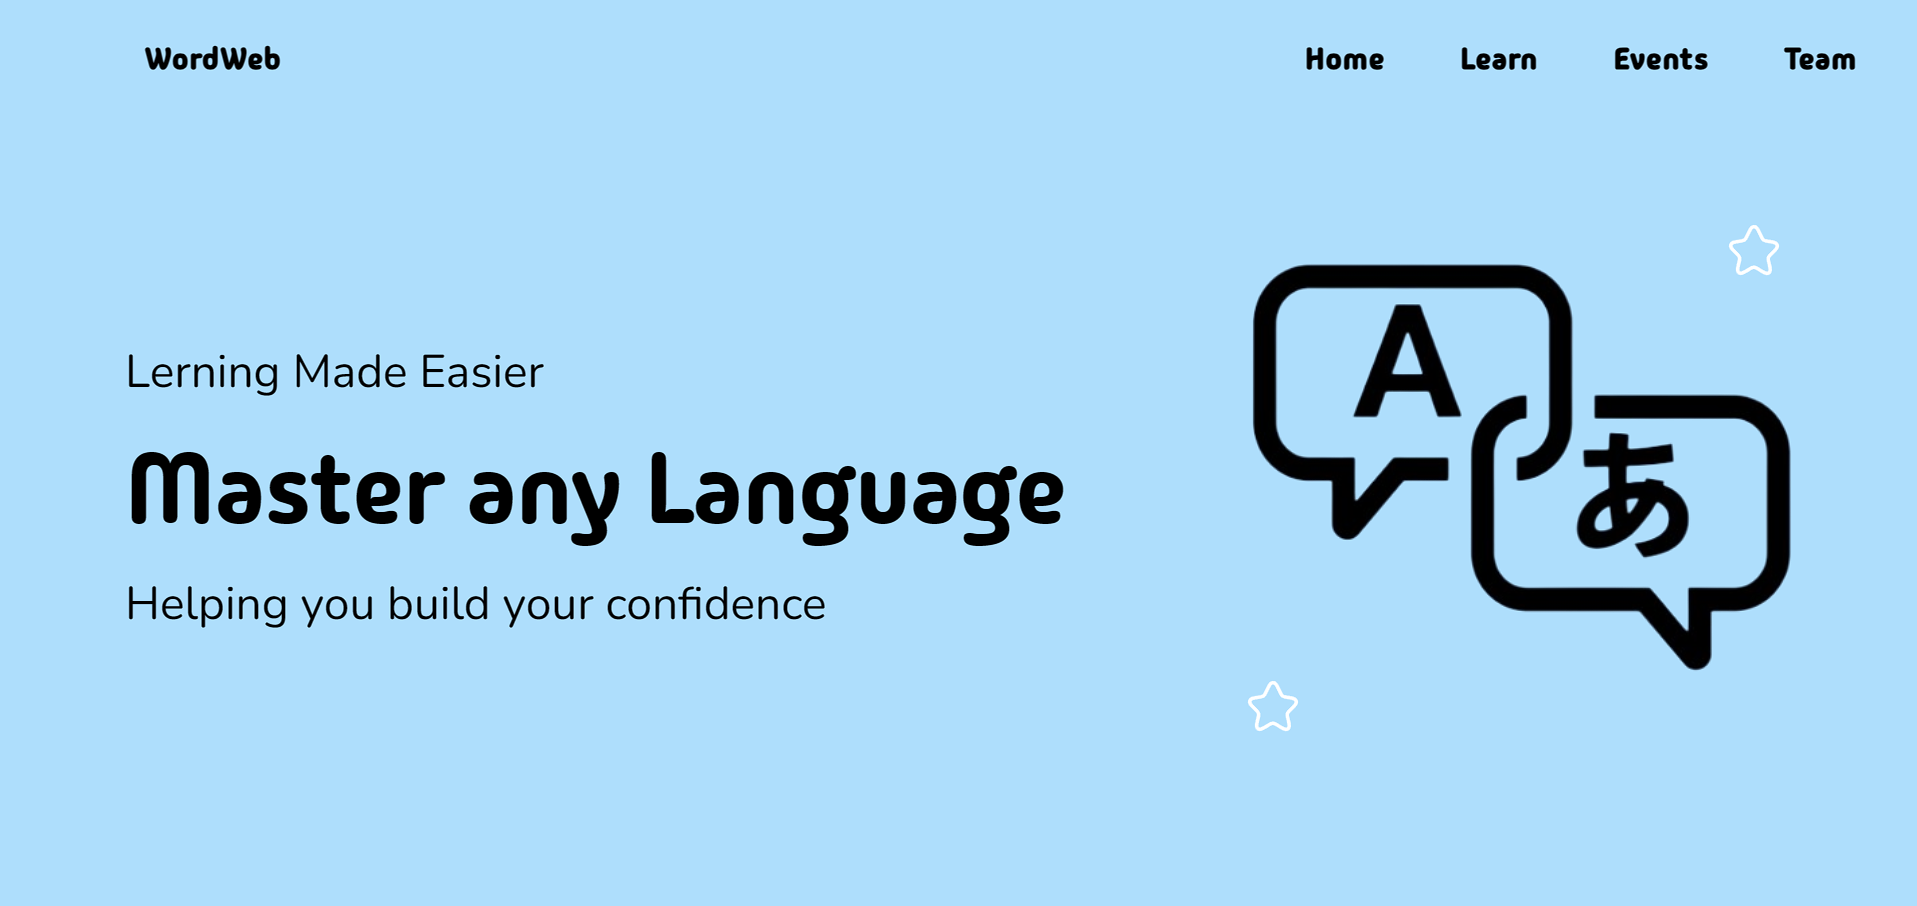 WordWeb
Home Learn Events Team
Lerning Made Easier
Master any Language
Helping you build your confidence
A
あ